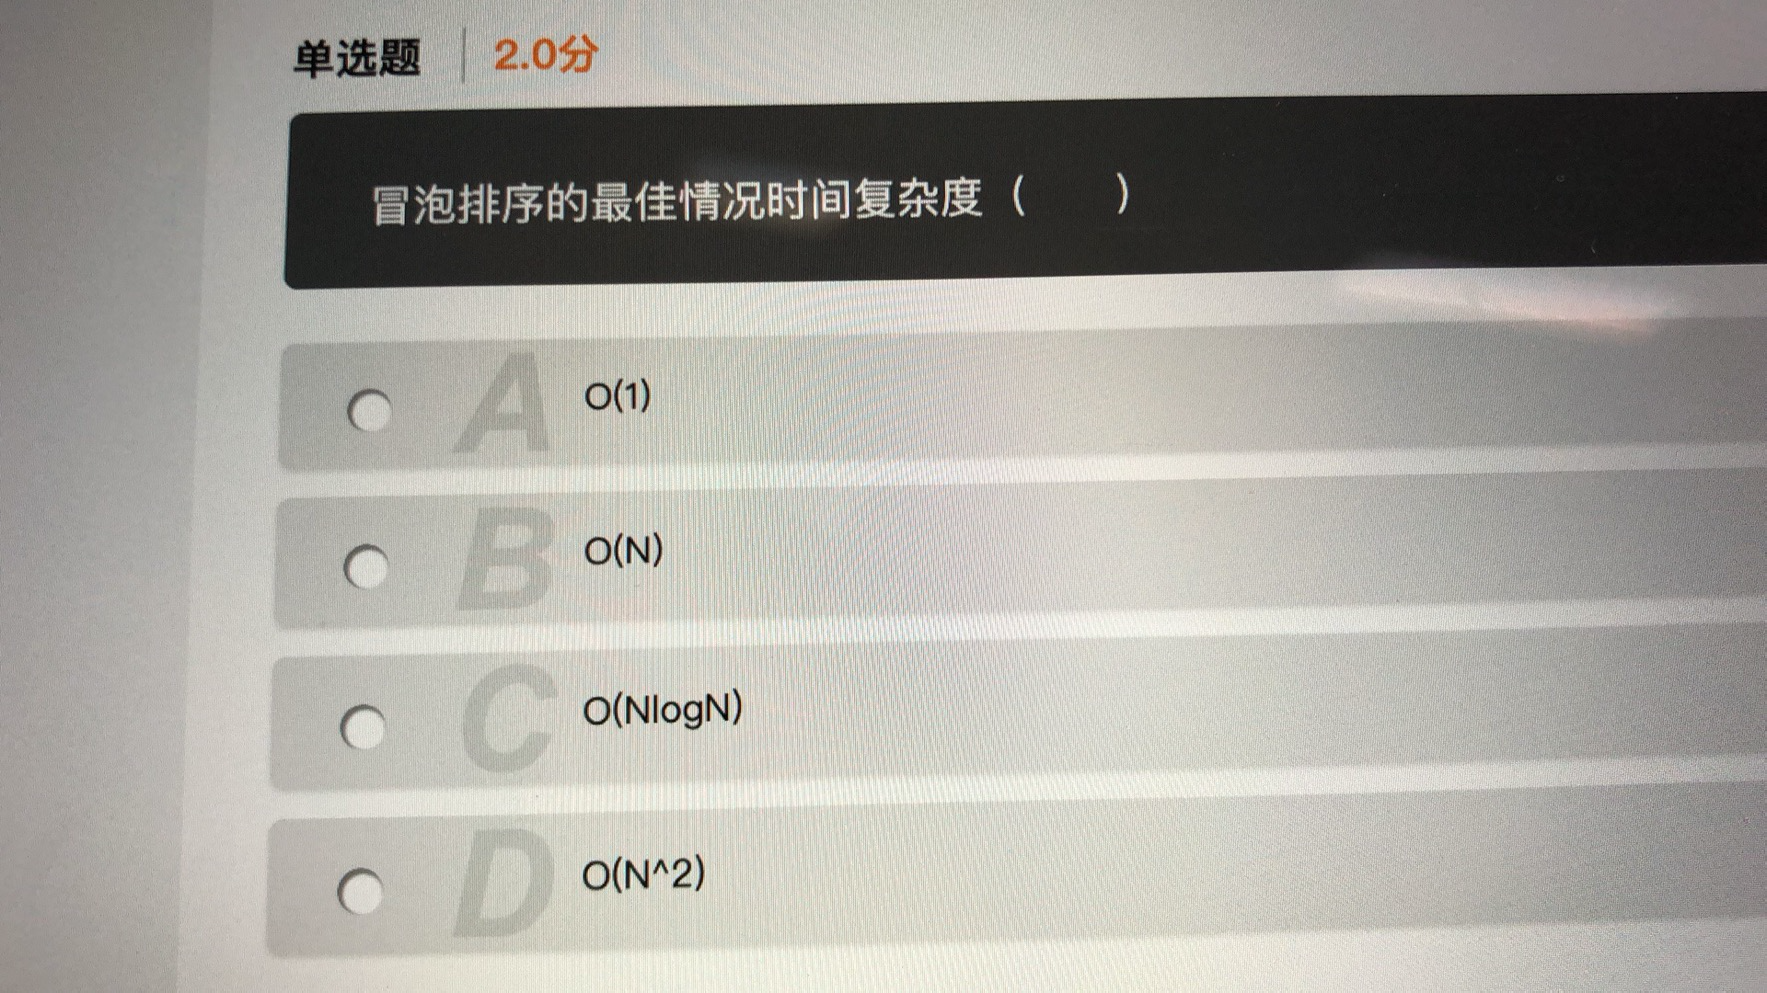 单选题 2.0分
冒泡排序的最佳情况时间复杂度（　　）
A O(1)
B O(N)
C O(NlogN)
D O(N^2)